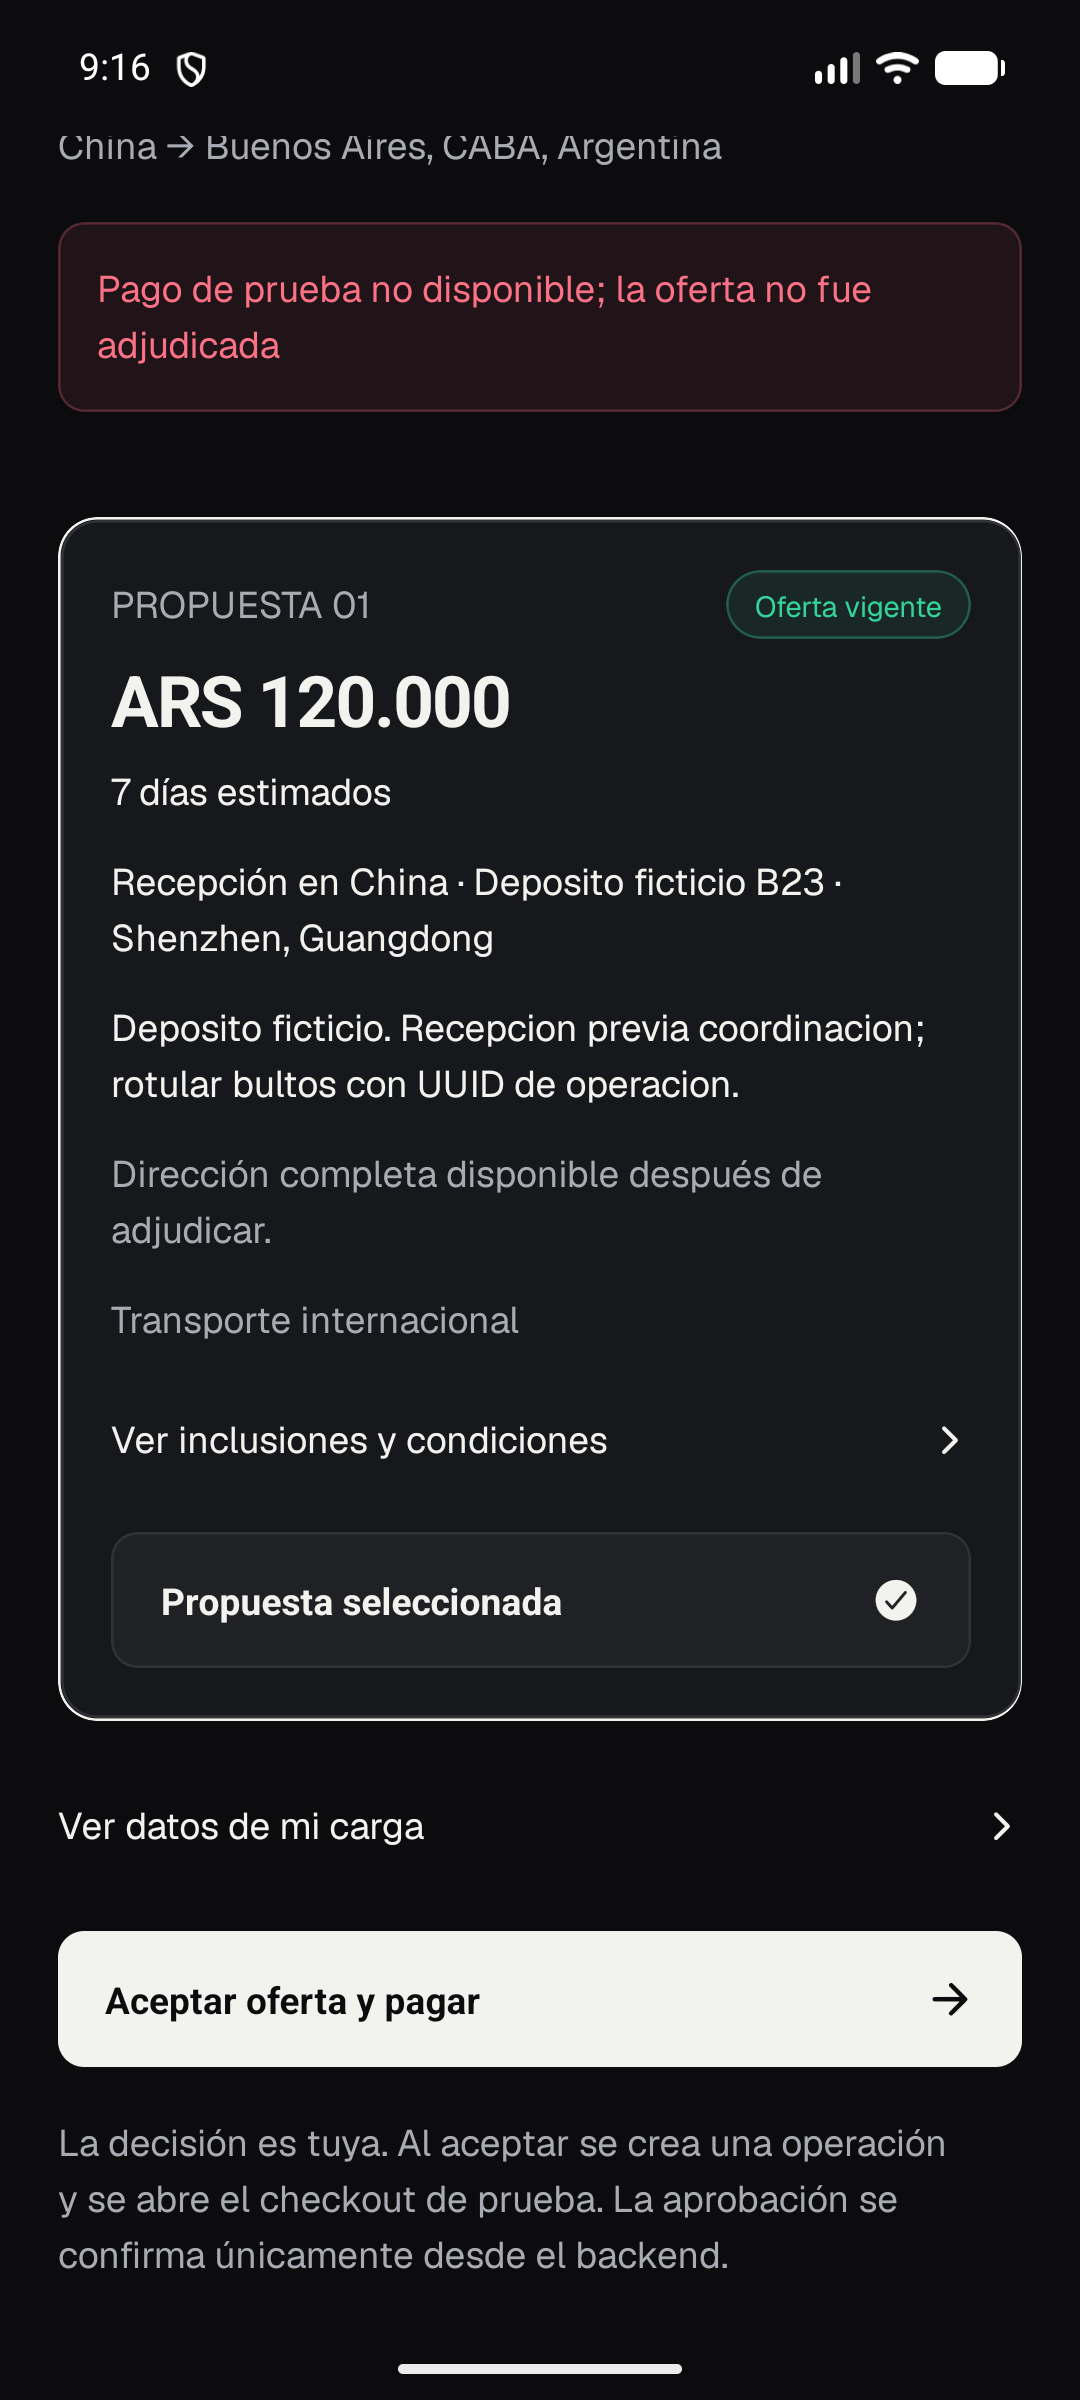 9:16
China → Buenos Aires, CABA, Argentina
Pago de prueba no disponible; la oferta no fue
adjudicada
PROPUESTA 01
Oferta vigente
ARS 120.000
7 días estimados
Recepción en China · Deposito ficticio B23 ·
Shenzhen, Guangdong
Deposito ficticio. Recepcion previa coordinacion;
rotular bultos con UUID de operacion.
Dirección completa disponible después de
adjudicar.
Transporte internacional
Ver inclusiones y condiciones
Propuesta seleccionada
Ver datos de mi carga
Aceptar oferta y pagar
La decisión es tuya. Al aceptar se crea una operación
y se abre el checkout de prueba. La aprobación se
confirma únicamente desde el backend.